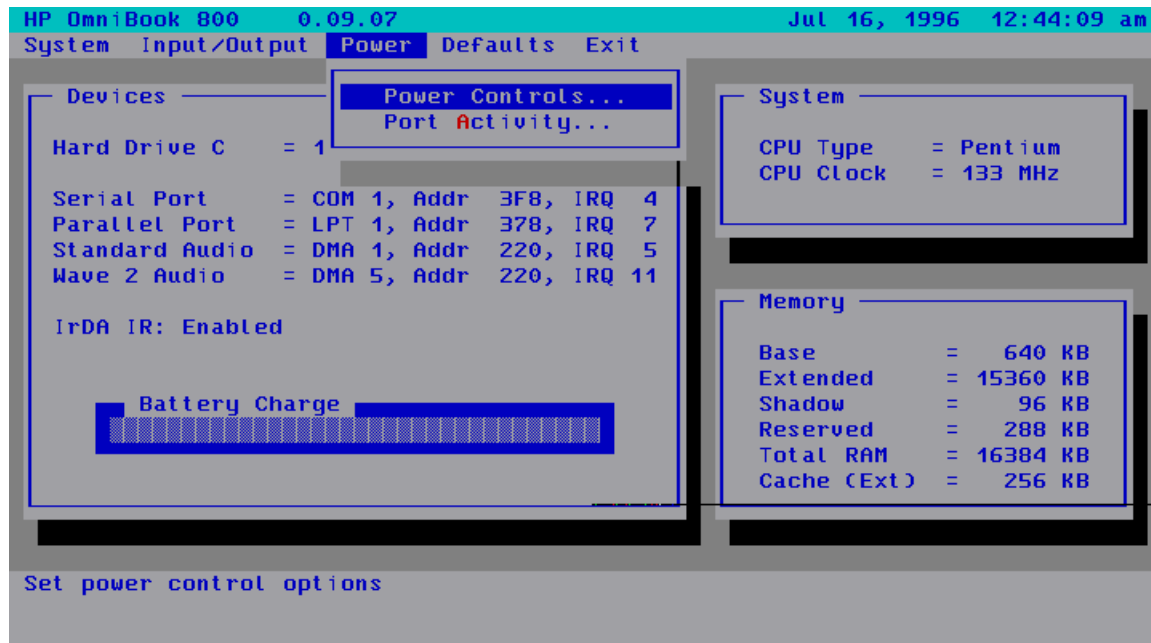 HP OmniBook 800 0.09.07 Jul 16, 1996 12:44:09 am
System Input/Output Power Defaults Exit
Power Controls...
Port Activity...
Devices
Hard Drive C = 1
Serial Port = COM 1, Addr 3F8, IRQ 4
Parallel Port = LPT 1, Addr 378, IRQ 7
Standard Audio = DMA 1, Addr 220, IRQ 5
Wave 2 Audio = DMA 5, Addr 220, IRQ 11
IrDA IR: Enabled
Battery Charge
System
CPU Type = Pentium
CPU Clock = 133 MHz
Memory
Base = 640 KB
Extended = 15360 KB
Shadow = 96 KB
Reserved = 288 KB
Total RAM = 16384 KB
Cache (Ext) = 256 KB
Set power control options